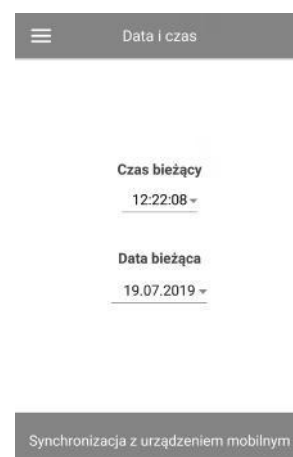 Data i czas
Czas bieżący
12:22:08
Data bieżąca
19.07.2019
Synchronizacja z urządzeniem mobilnym